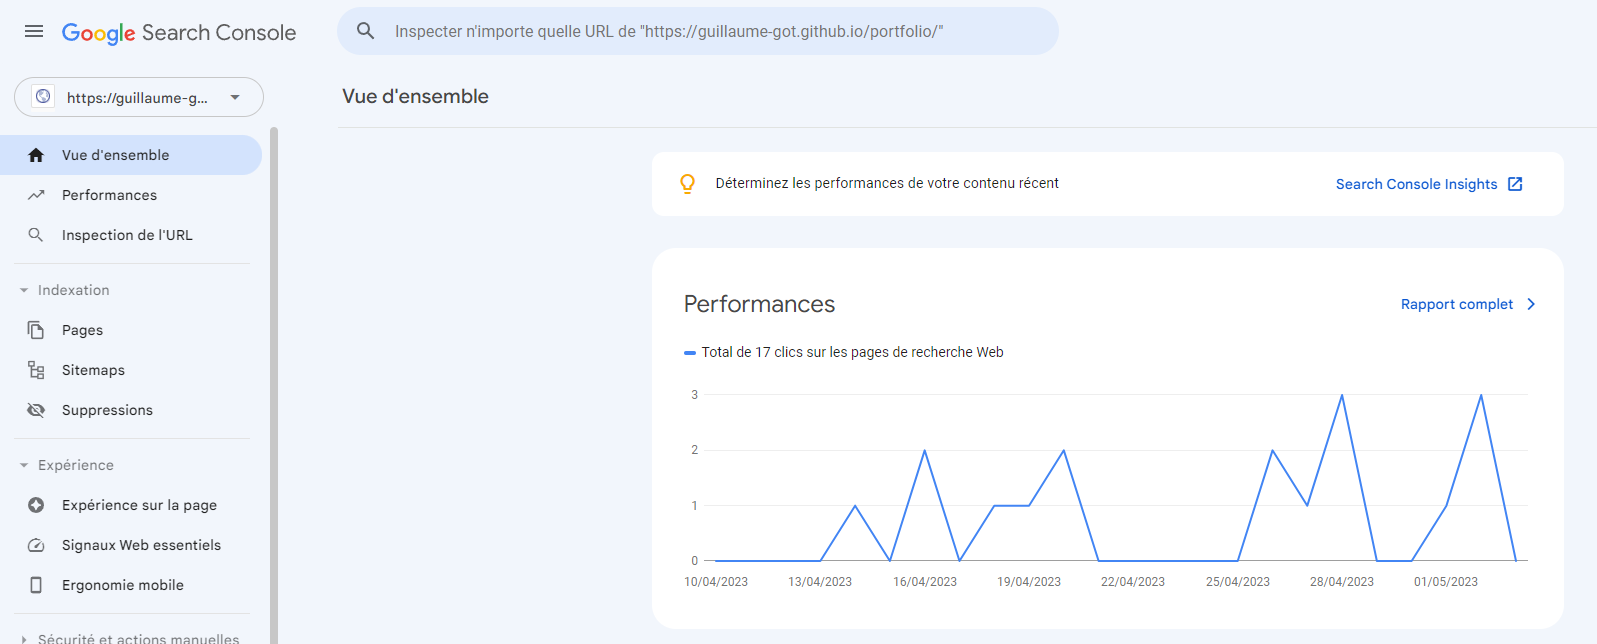 Google Search Console
Inspecter n'importe quelle URL de "https://guillaume-got.github.io/portfolio/"
https://guillaume-g...
Vue d'ensemble
Vue d'ensemble
Performances
Inspection de l'URL
Indexation
Pages
Sitemaps
Suppressions
Expérience
Expérience sur la page
Signaux Web essentiels
Ergonomie mobile
Sécurité et actions manuelles
Déterminez les performances de votre contenu récent
Search Console Insights
Performances
Rapport complet
Total de 17 clics sur les pages de recherche Web
3
2
1
0
10/04/2023 13/04/2023 16/04/2023 19/04/2023 22/04/2023 25/04/2023 28/04/2023 01/05/2023